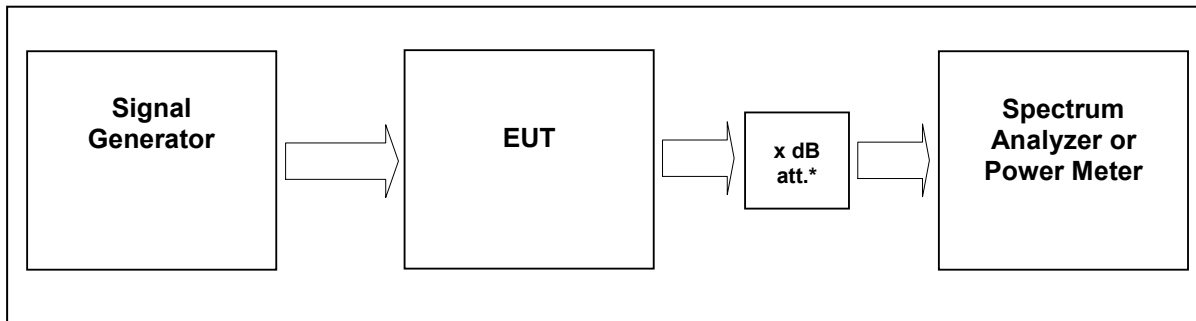 Signal
Generator
EUT
x dB
att.*
Spectrum
Analyzer or
Power Meter